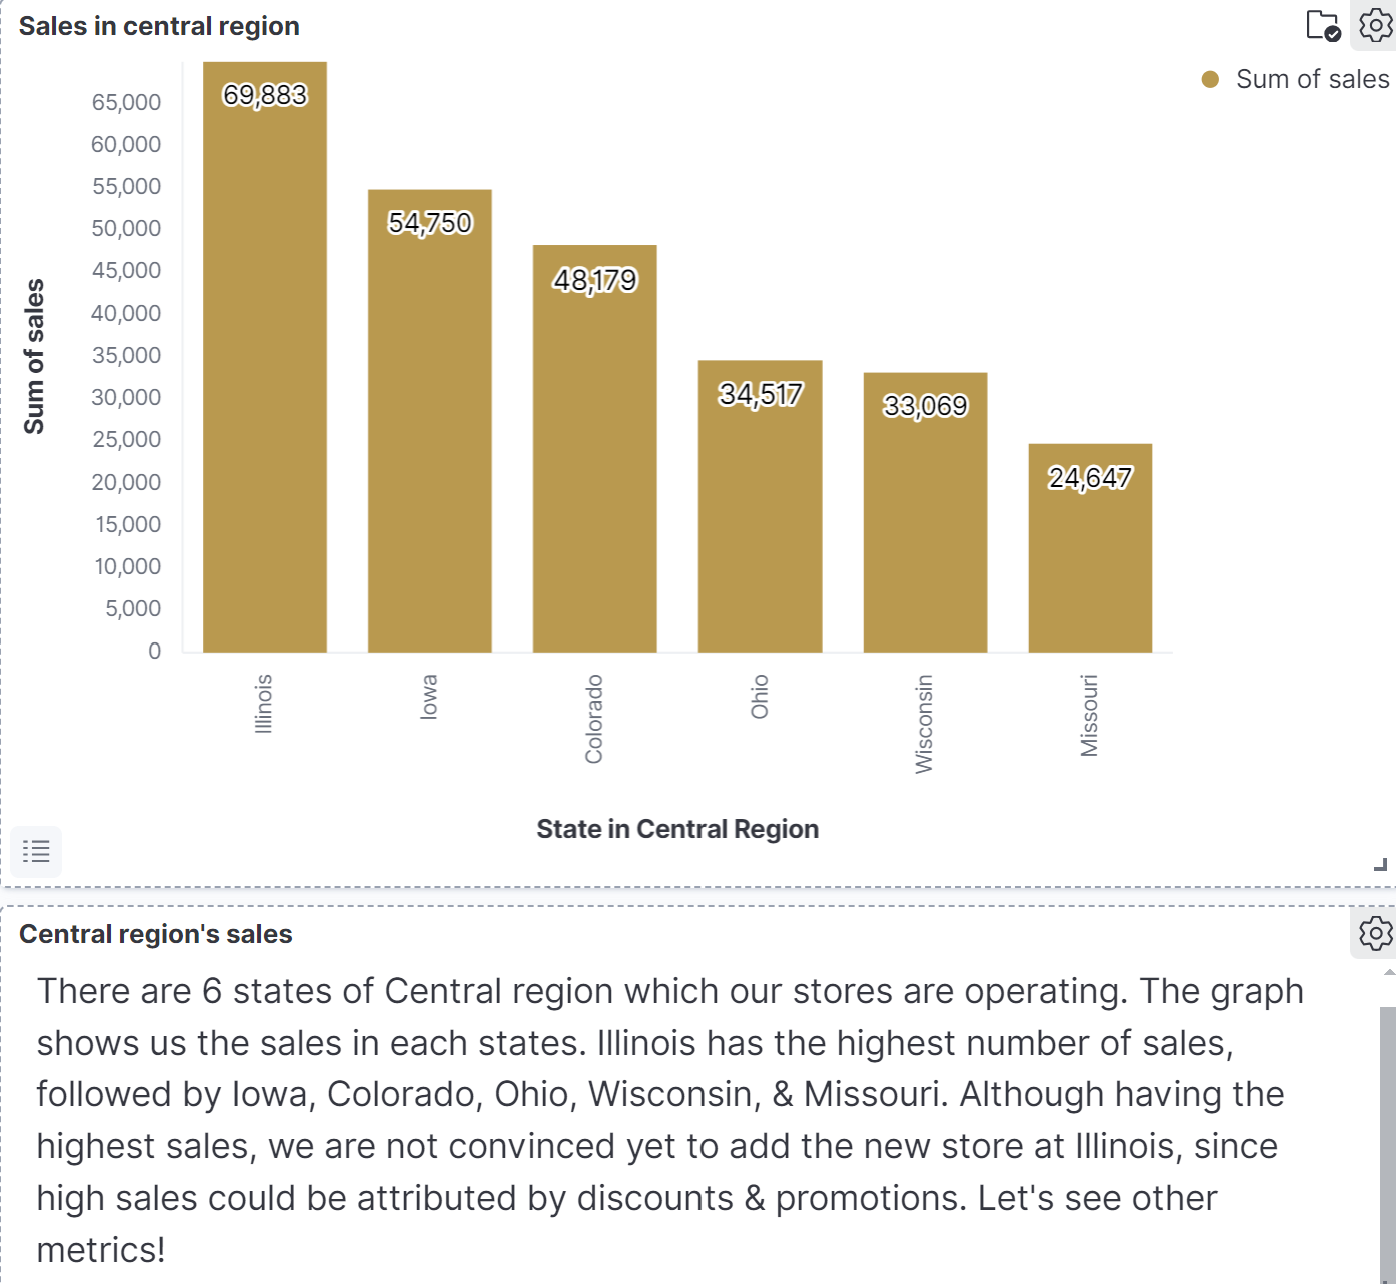 Sales in central region
Sum of sales
65,000
60,000
55,000
50,000
45,000
40,000
35,000
30,000
25,000
20,000
15,000
10,000
5,000
0
Sum of sales
69,883
54,750
48,179
34,517
33,069
24,647
Illinois
Iowa
Colorado
Ohio
Wisconsin
Missouri
State in Central Region
Central region's sales
There are 6 states of Central region which our stores are operating. The graph
shows us the sales in each states. Illinois has the highest number of sales,
followed by Iowa, Colorado, Ohio, Wisconsin, & Missouri. Although having the
highest sales, we are not convinced yet to add the new store at Illinois, since
high sales could be attributed by discounts & promotions. Let's see other
metrics!